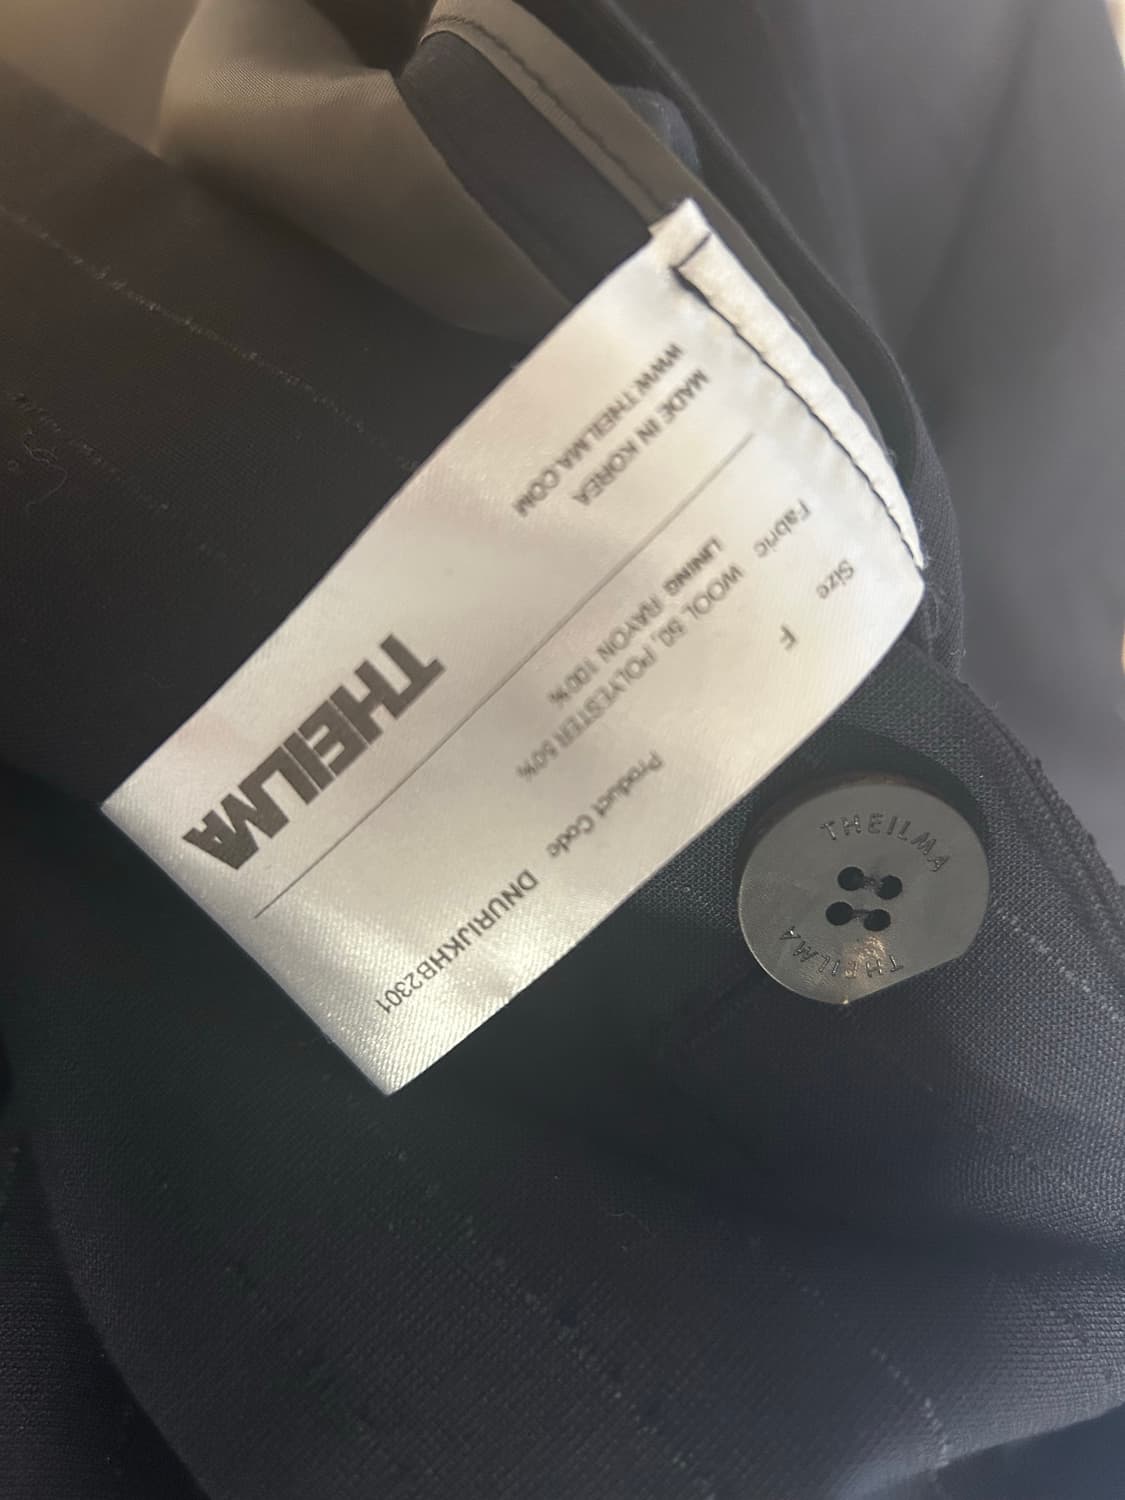 Size
F
Fabric
WOOL 50, POLYESTER 50%
LINING RAYON 100%
Product Code
DNURIJKHB2301
THEILMA
MADE IN KOREA
WWW.THEILMA.COM
THEILMA
THEILMA